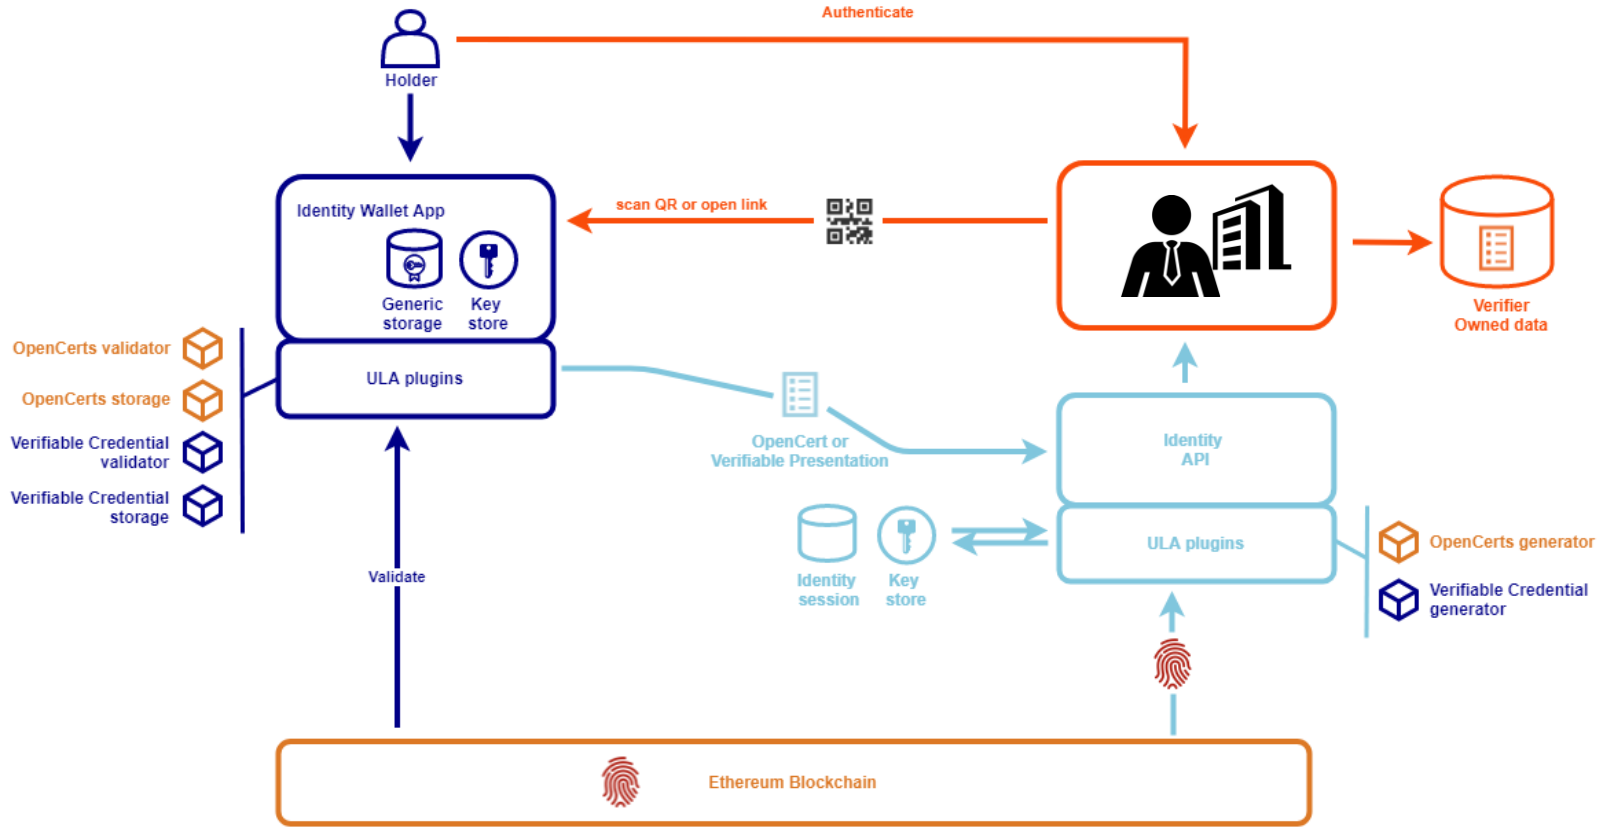 Authenticate
Holder
Identity Wallet App
scan QR or open link
Generic
storage
Key
store
Verifier
Owned data
OpenCerts validator
OpenCerts storage
Verifiable Credential
validator
Verifiable Credential
storage
ULA plugins
OpenCert or
Verifiable Presentation
Identity
API
Identity
session
Key
store
ULA plugins
OpenCerts generator
Verifiable Credential
generator
Validate
Ethereum Blockchain